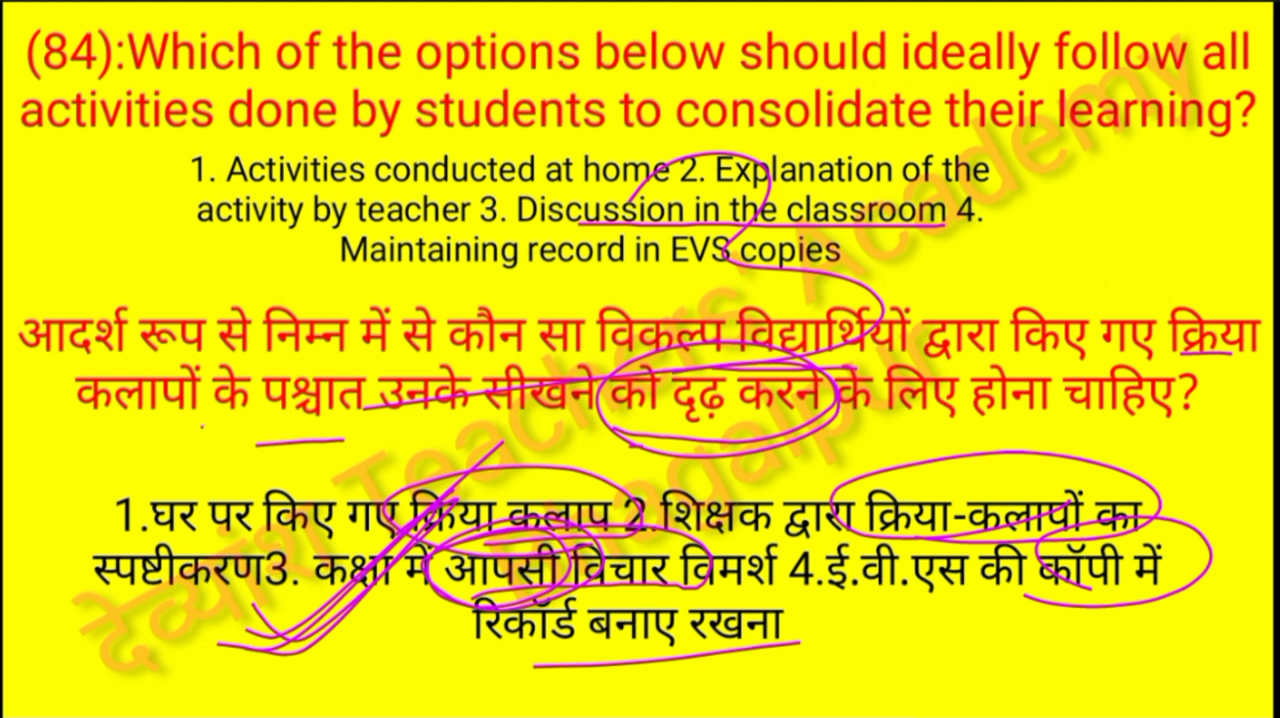 (84):Which of the options below should ideally follow all
activities done by students to consolidate their learning?
1. Activities conducted at home 2. Explanation of the
activity by teacher 3. Discussion in the classroom 4.
Maintaining record in EVS copies
आदर्श रूप से निम्न में से कौन सा विकल्प विद्यार्थियों द्वारा किए गए क्रिया
कलापों के पश्चात उनके सीखने को दृढ़ करने के लिए होना चाहिए?
1.घर पर किए गए क्रिया कलाप 2.शिक्षक द्वारा क्रिया-कलापों का
स्पष्टीकरण3. कक्षा में आपसी विचार विमर्श 4.ई.वी.एस की कॉपी में
रिकॉर्ड बनाए रखना
देव्यांश Teachers' Academy
Bhagalpur